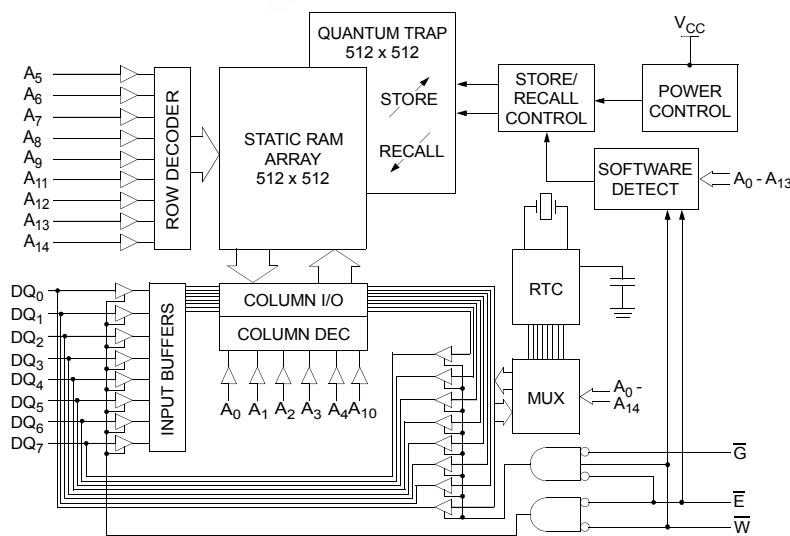 V_CC
QUANTUM TRAP
512 x 512
STORE
RECALL
STORE/
RECALL
CONTROL
POWER
CONTROL
A_5
A_6
A_7
A_8
A_9
A_11
A_12
A_13
A_14
ROW DECODER
STATIC RAM
ARRAY
512 x 512
SOFTWARE
DETECT
A_0 - A_13
RTC
MUX
A_0 -
A_14
DQ_0
DQ_1
DQ_2
DQ_3
DQ_4
DQ_5
DQ_6
DQ_7
INPUT BUFFERS
COLUMN I/O
COLUMN DEC
A_0 A_1 A_2 A_3 A_4 A_10
G̅
E̅
W̅